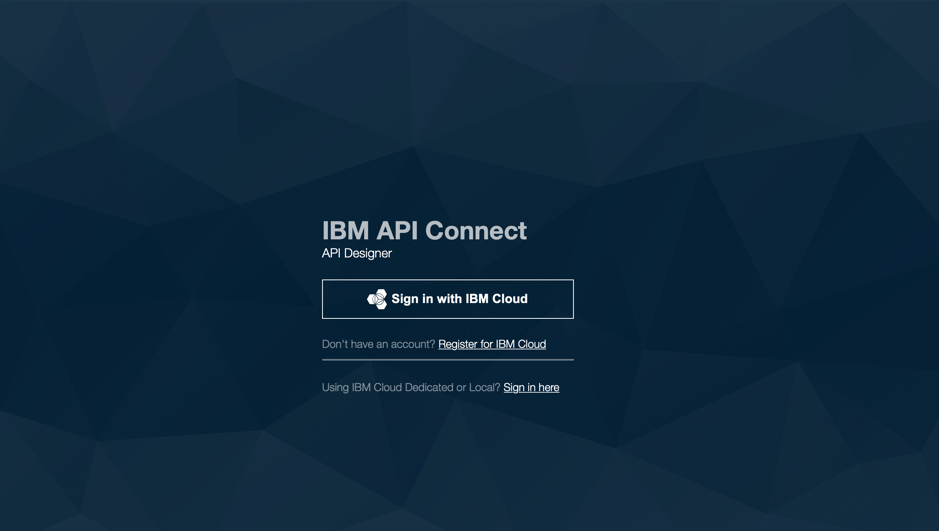 IBM API Connect
API Designer
Sign in with IBM Cloud
Don't have an account? Register for IBM Cloud
Using IBM Cloud Dedicated or Local? Sign in here